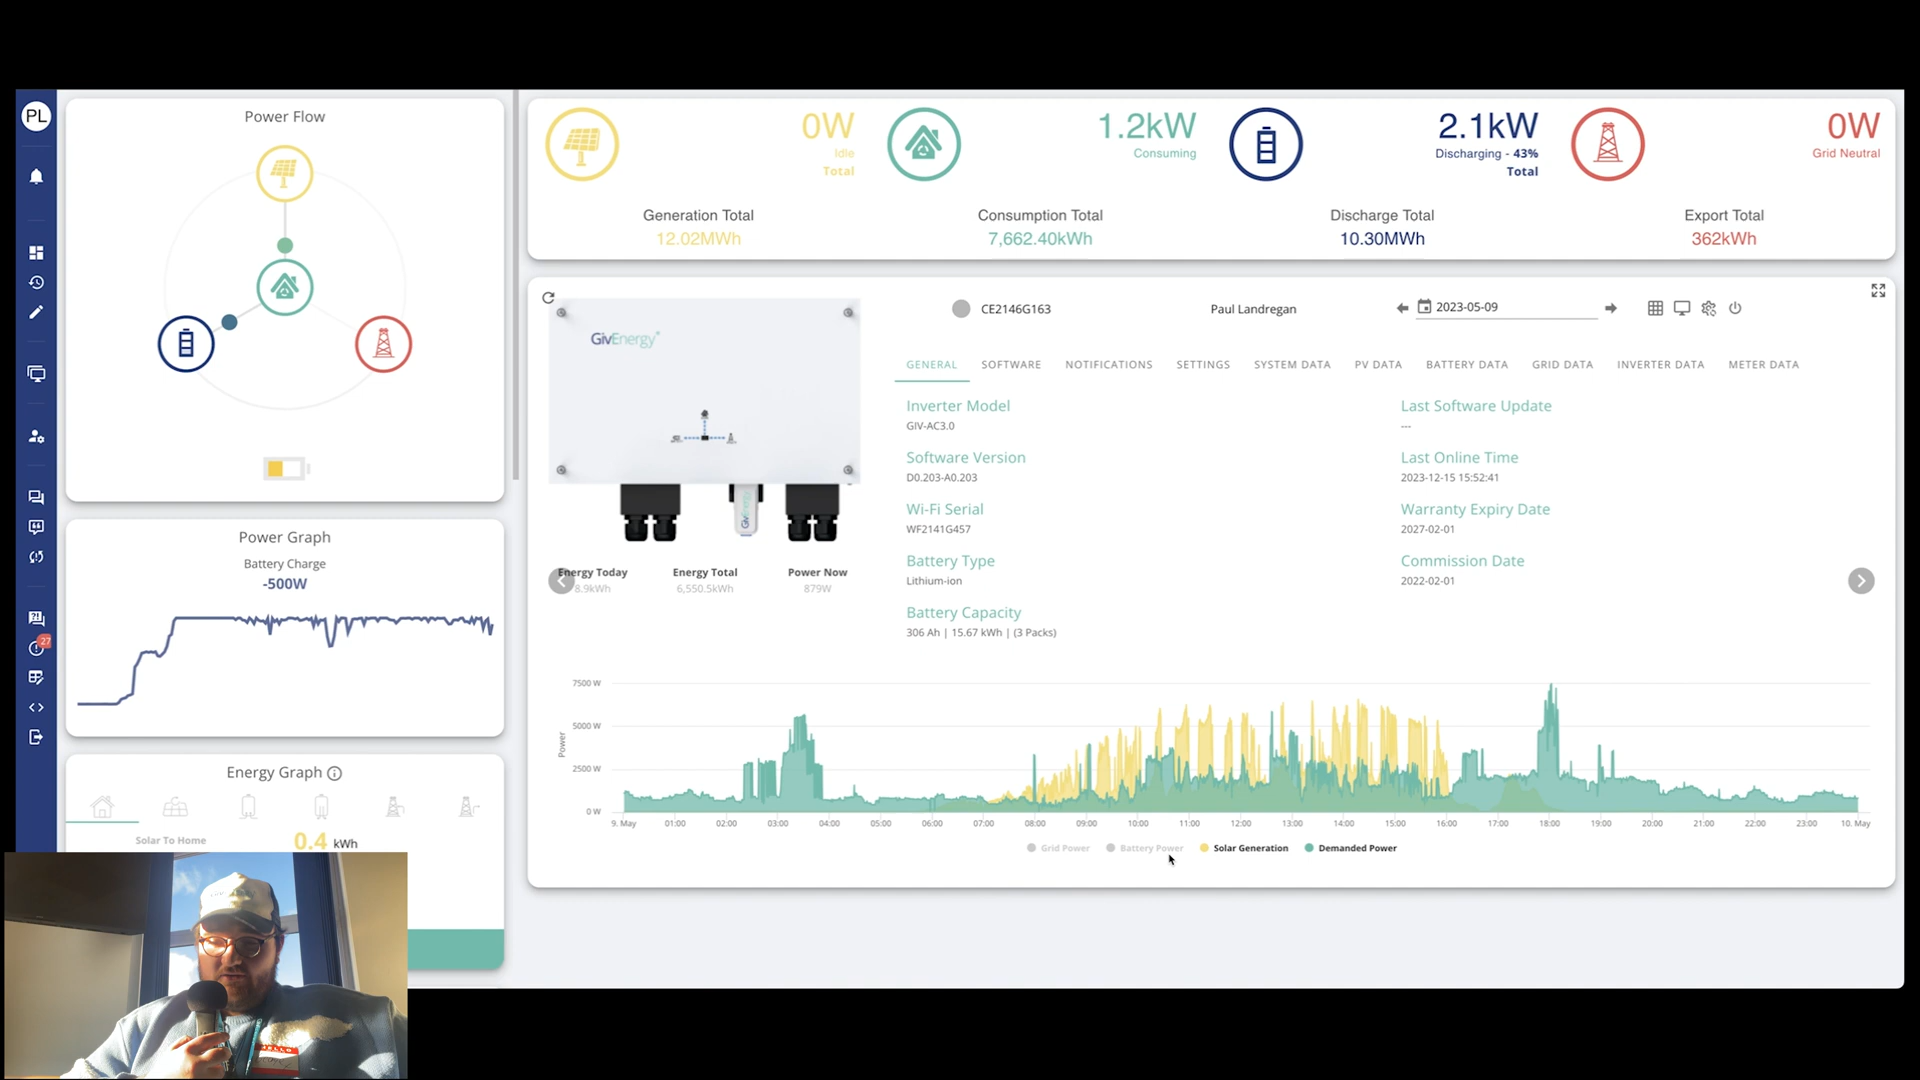 PL
27
Power Flow
Power Graph
Battery Charge
-500W
Energy Graph
Solar To Home
0.4 kWh
0W
Idle
Total
Generation Total
12.02MWh
1.2kW
Consuming
Consumption Total
7,662.40kWh
2.1kW
Discharging - 43%
Total
Discharge Total
10.30MWh
0W
Grid Neutral
Export Total
362kWh
GivEnergy
GivEnergy
Energy Today
8.9kWh
Energy Total
6,550.5kWh
Power Now
879W
CE2146G163
Paul Landregan
2023-05-09
GENERAL SOFTWARE NOTIFICATIONS SETTINGS SYSTEM DATA PV DATA BATTERY DATA GRID DATA INVERTER DATA METER DATA
Inverter Model
GIV-AC3.0
Software Version
D0.203-A0.203
Wi-Fi Serial
WF2141G457
Battery Type
Lithium-ion
Battery Capacity
306 Ah | 15.67 kWh | (3 Packs)
Last Software Update
---
Last Online Time
2023-12-15 15:52:41
Warranty Expiry Date
2027-02-01
Commission Date
2022-02-01
Power
7500 W
5000 W
2500 W
0 W
9. May 01:00 02:00 03:00 04:00 05:00 06:00 07:00 08:00 09:00 10:00 11:00 12:00 13:00 14:00 15:00 16:00 17:00 18:00 19:00 20:00 21:00 22:00 23:00 10. May
Grid Power Battery Power Solar Generation Demanded Power
HELLO